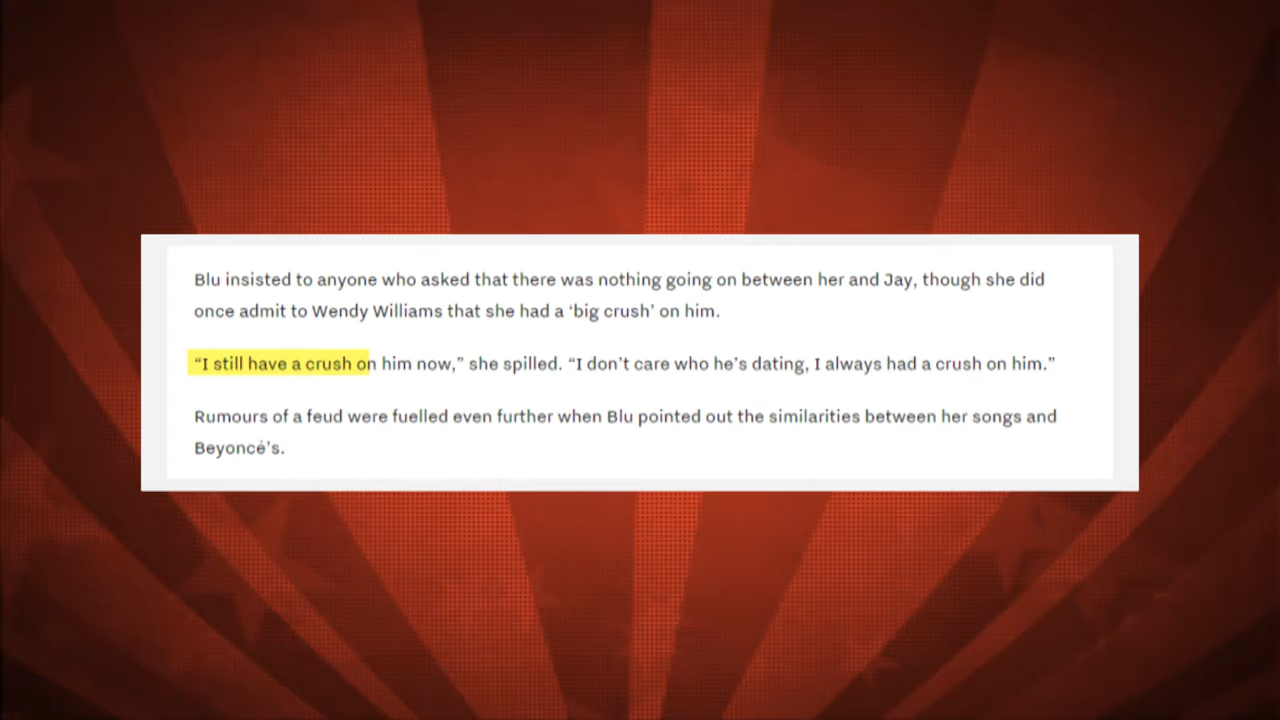 Blu insisted to anyone who asked that there was nothing going on between her and Jay, though she did
once admit to Wendy Williams that she had a ‘big crush’ on him.
“I still have a crush on him now,” she spilled. “I don’t care who he’s dating, I always had a crush on him.”
Rumours of a feud were fuelled even further when Blu pointed out the similarities between her songs and
Beyoncé’s.